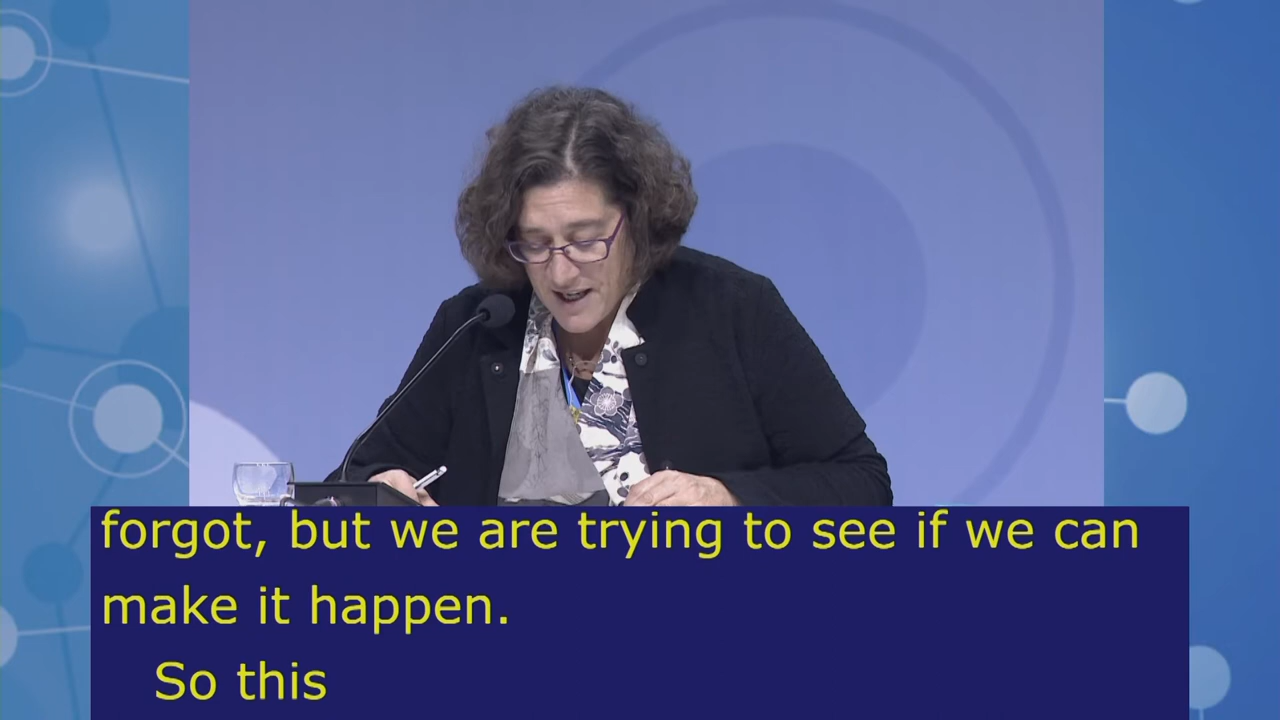 forgot, but we are trying to see if we can
make it happen.
So this